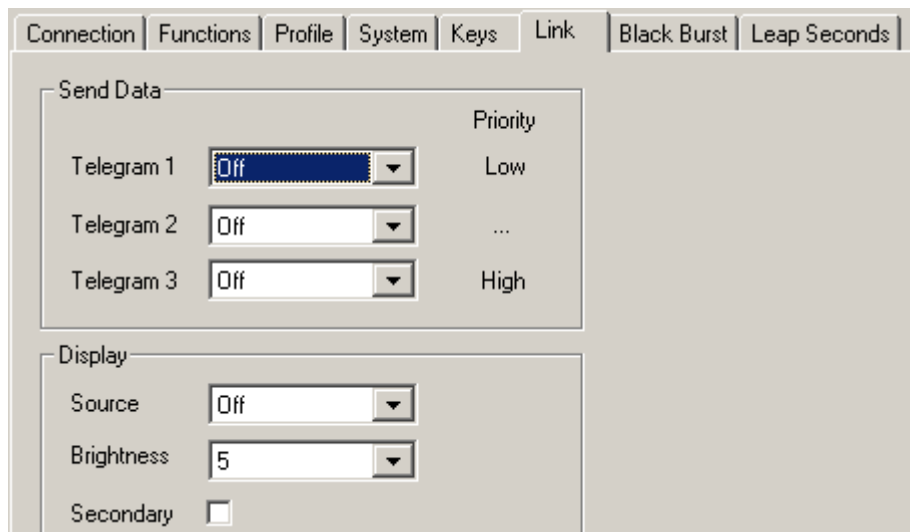 Connection Functions Profile System Keys Link Black Burst Leap Seconds
Send Data
Priority
Telegram 1 Off Low
Telegram 2 Off ...
Telegram 3 Off High
Display
Source Off
Brightness 5
Secondary